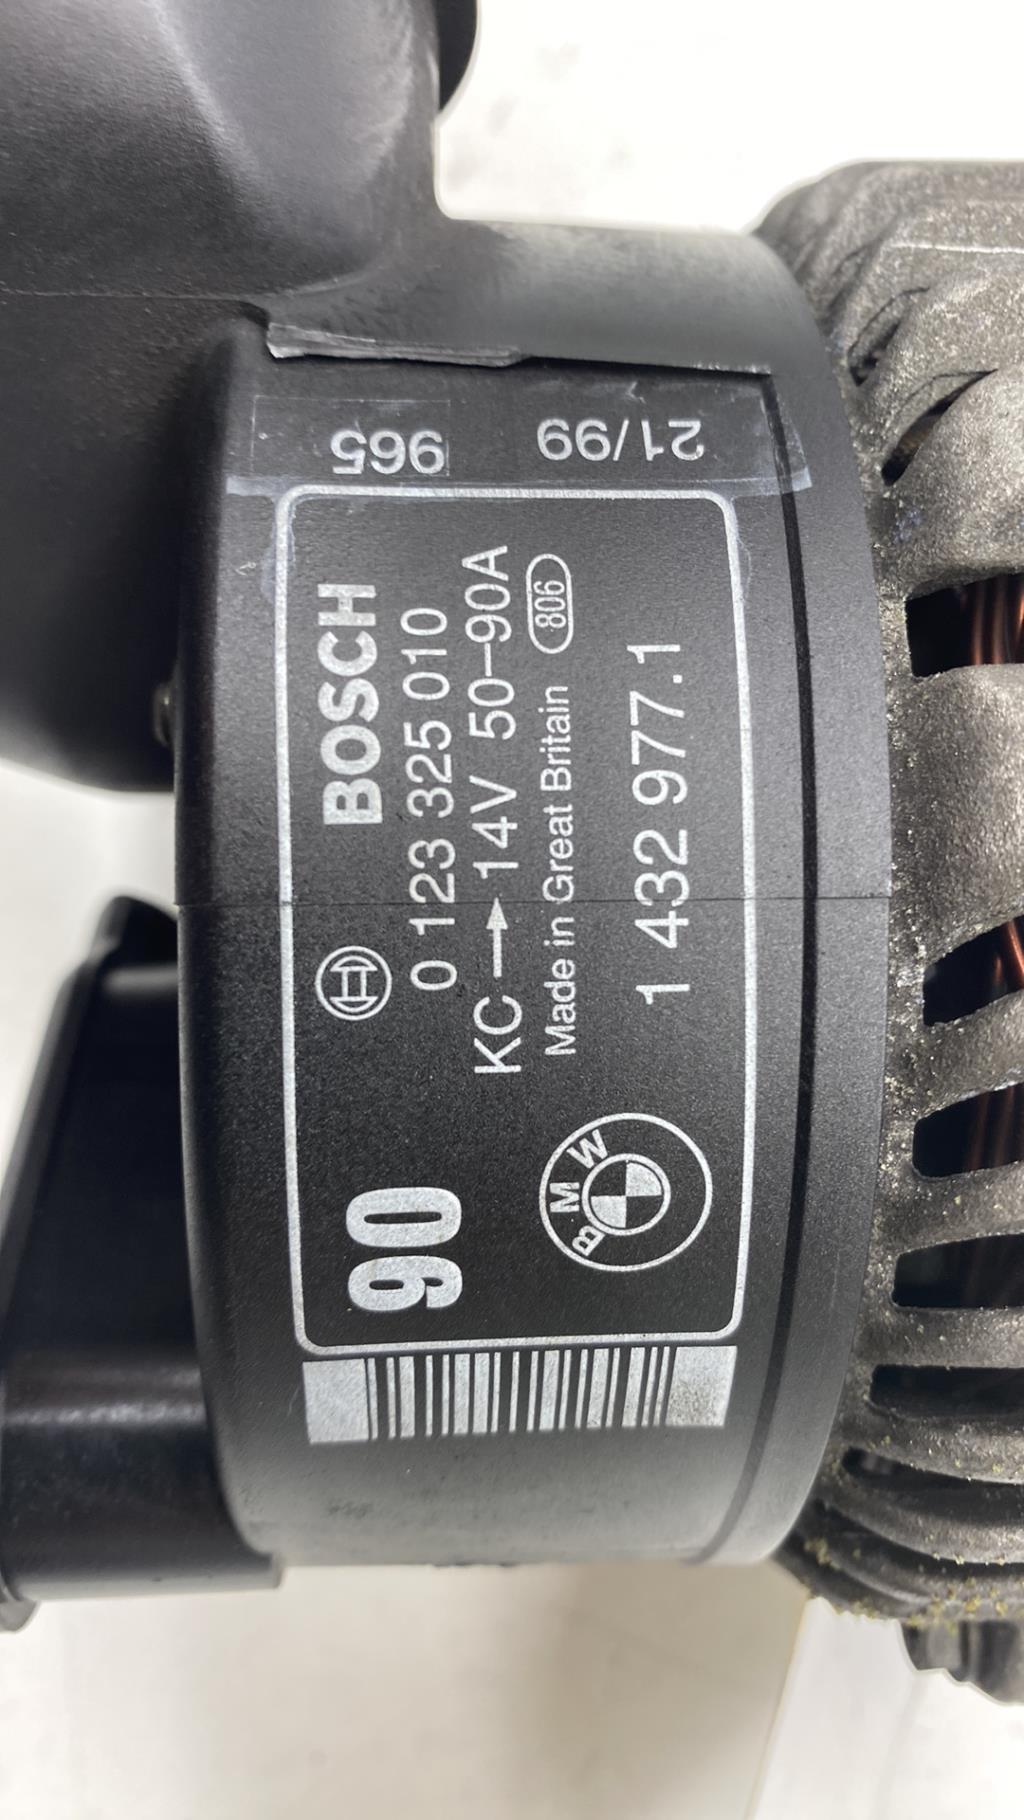 BOSCH
0 123 325 010
KC → 14V 50–90A
Made in Great Britain 806
1 432 977.1
90
BMW
965
21/99